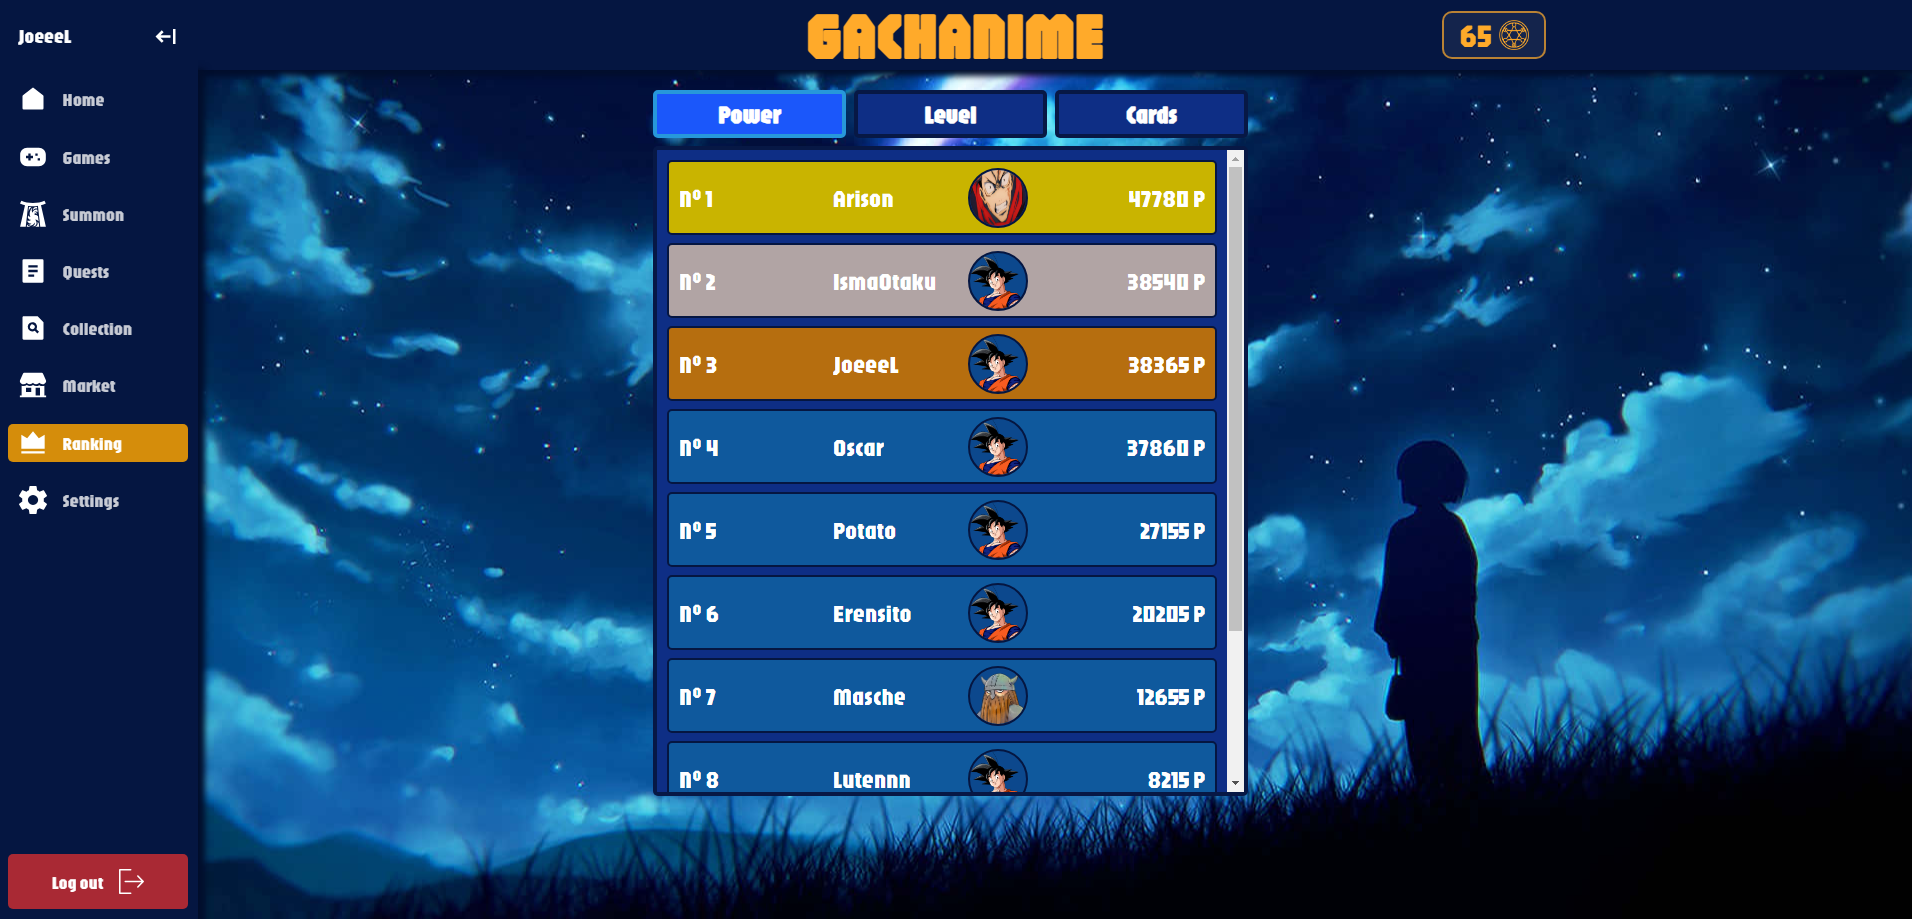 JoeeeL
GACHANIME
65
Home
Games
Summon
Quests
Collection
Market
Ranking
Settings
Log out
Power Level Cards
Nº 1 Arison 47780 P
Nº 2 IsmaOtaku 38540 P
Nº 3 JoeeeL 38365 P
Nº 4 Oscar 37860 P
Nº 5 Potato 27155 P
Nº 6 Erensito 20205 P
Nº 7 Masche 12655 P
Nº 8 Lutennn 8215 P